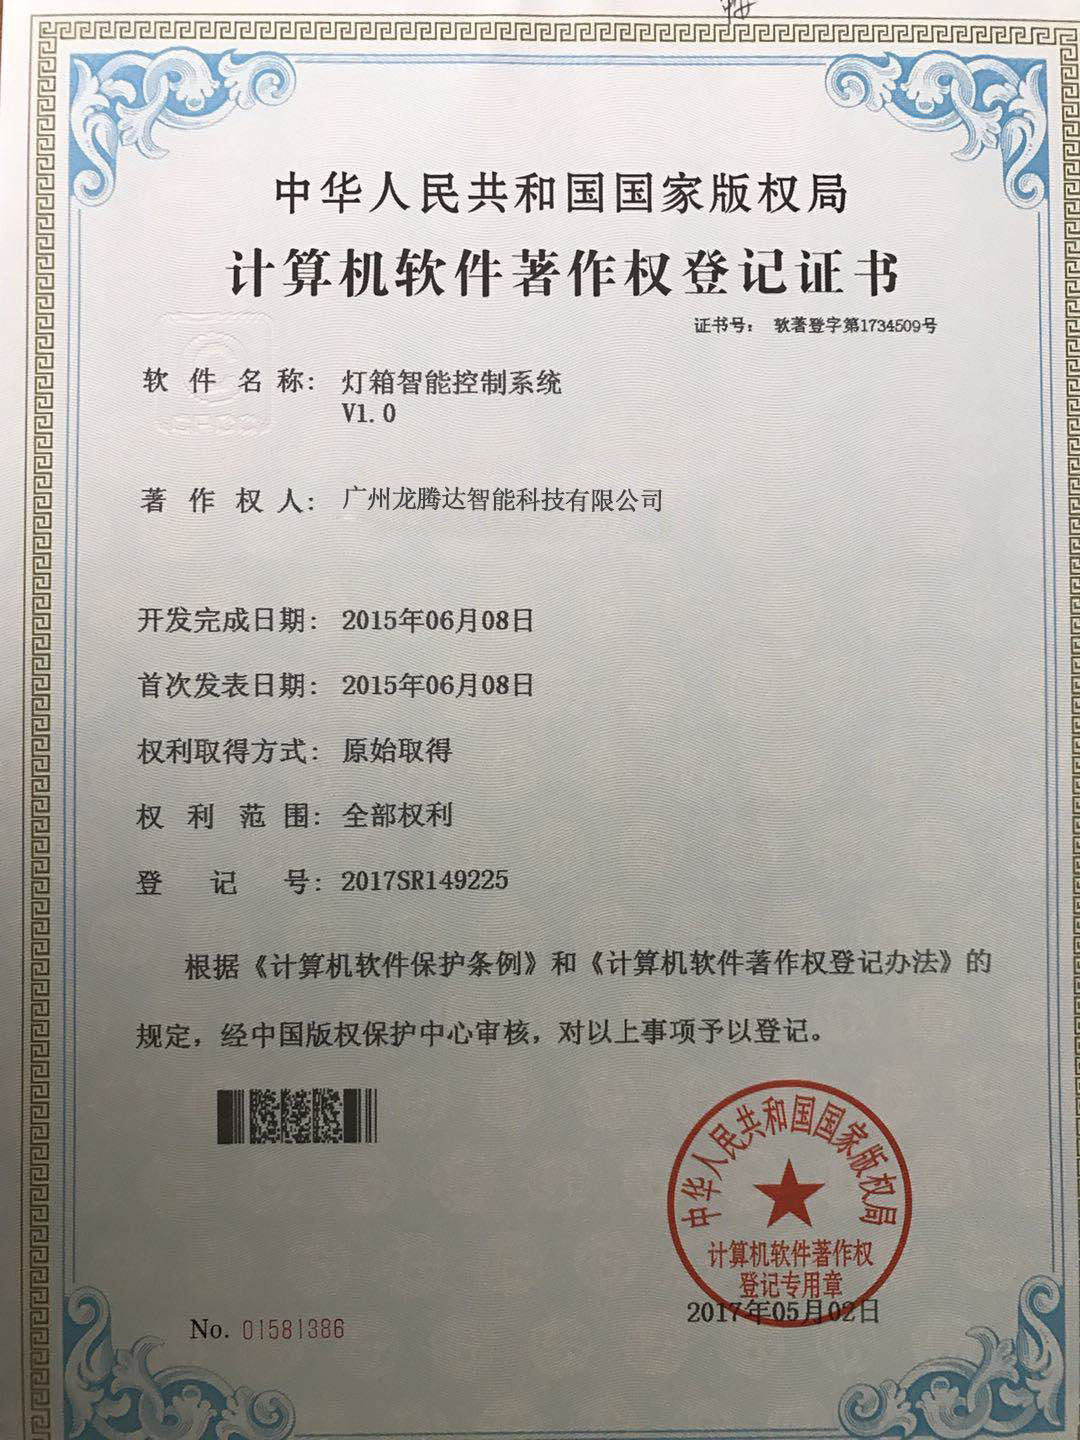 中华人民共和国国家版权局
计算机软件著作权登记证书
证书号： 软著登字第1734509号
软件名称： 灯箱智能控制系统
V1.0
著作权人： 广州龙腾达智能科技有限公司
开发完成日期： 2015年06月08日
首次发表日期： 2015年06月08日
权利取得方式： 原始取得
权利范围： 全部权利
登记号： 2017SR149225
根据《计算机软件保护条例》和《计算机软件著作权登记办法》的
规定，经中国版权保护中心审核，对以上事项予以登记。
中华人民共和国国家版权局
计算机软件著作权
登记专用章
2017年05月02日
No. 01581386